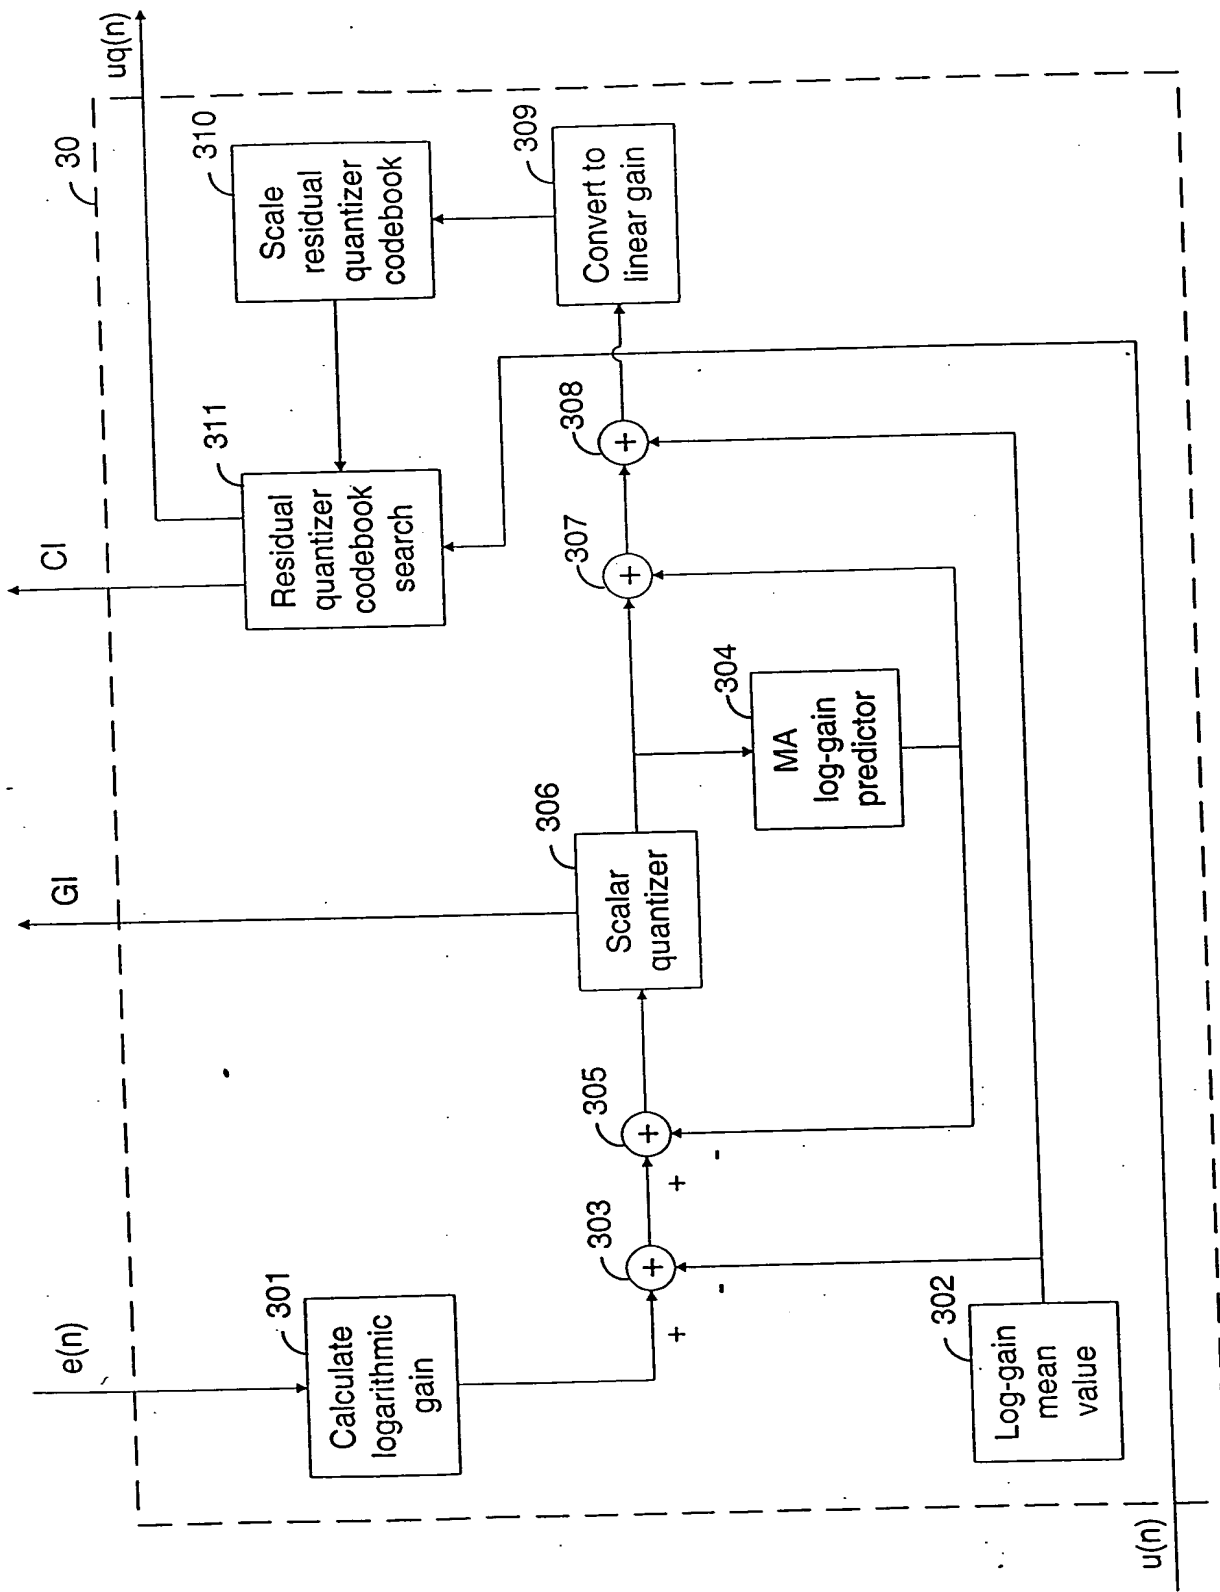 30
e(n)
GI
CI
uq(n)
301
Calculate
logarithmic
gain
311
Residual
quantizer
codebook
search
310
Scale
residual
quantizer
codebook
303
+
+
-
305
+
+
-
306
Scalar
quantizer
307
+
308
+
309
Convert to
linear gain
304
MA
log-gain
predictor
302
Log-gain
mean
value
u(n)